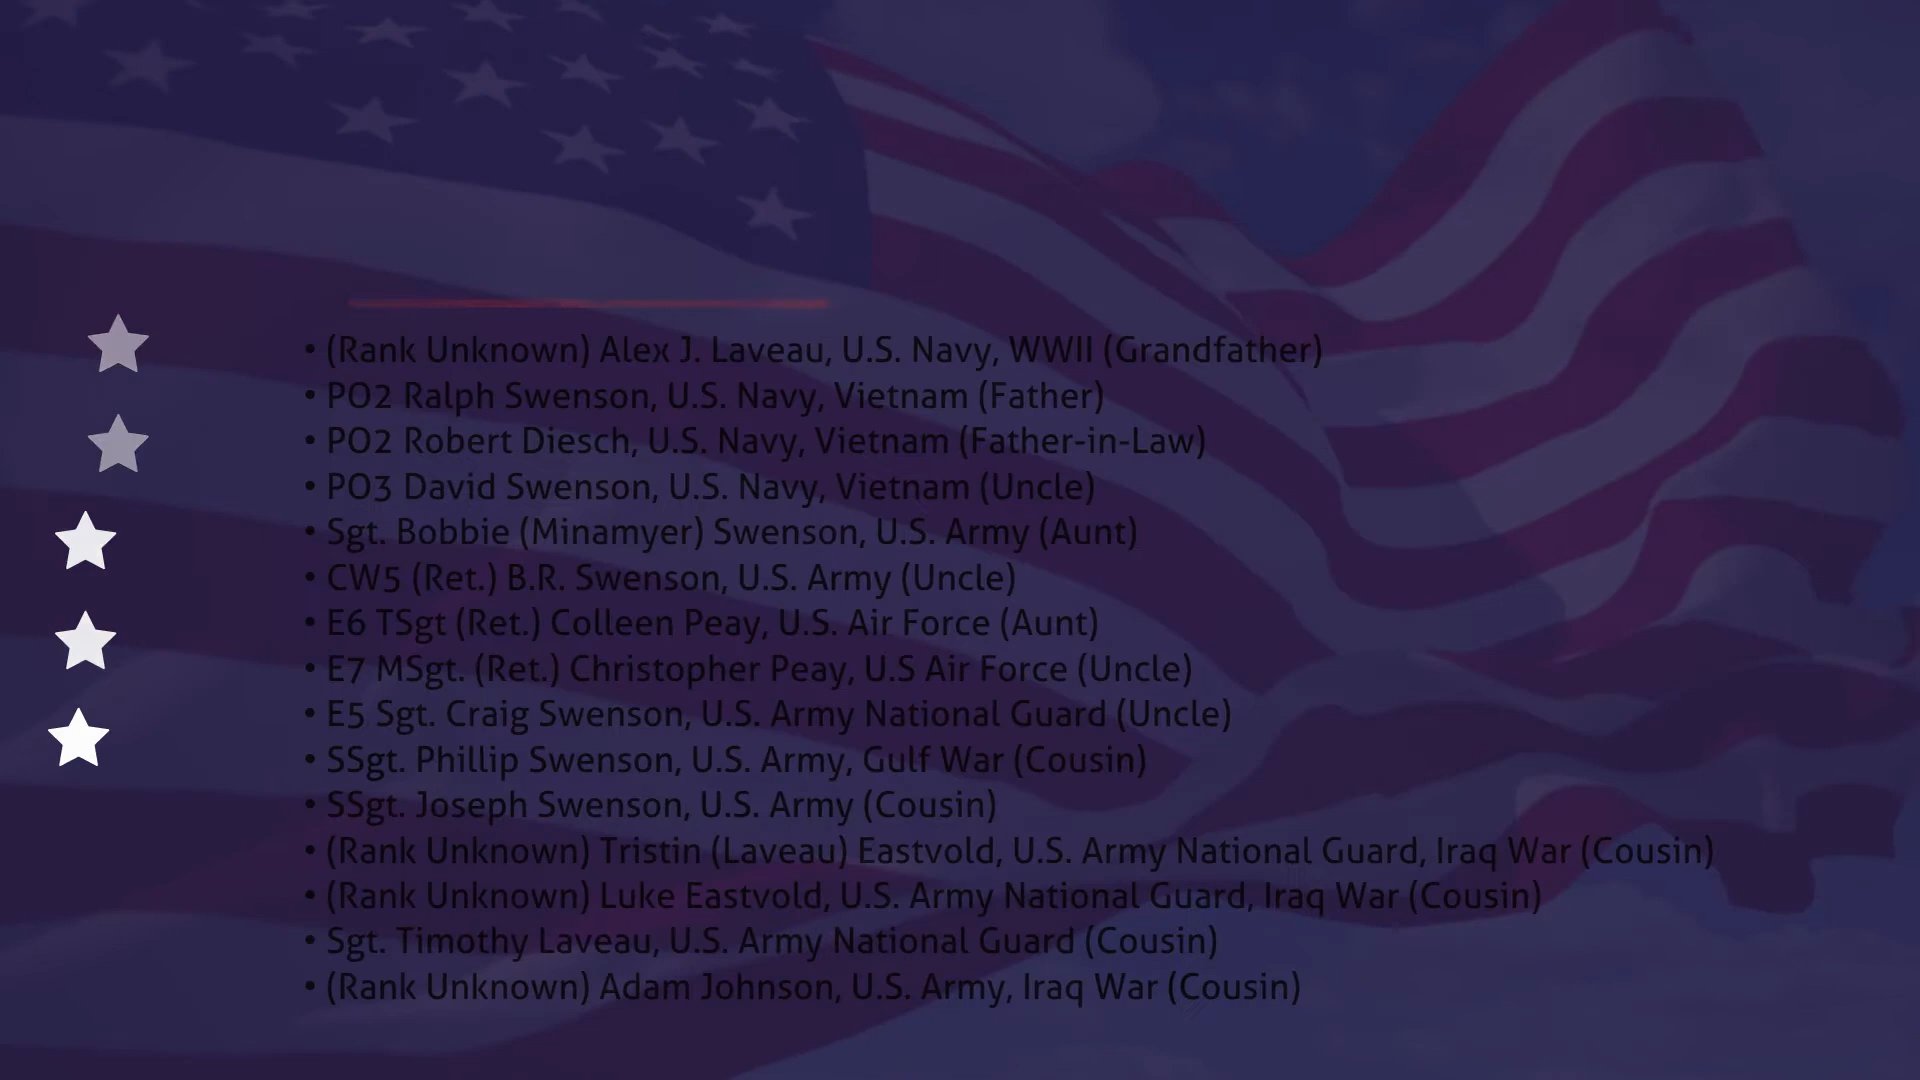 • (Rank Unknown) Alex J. Laveau, U.S. Navy, WWII (Grandfather)
• PO2 Ralph Swenson, U.S. Navy, Vietnam (Father)
• PO2 Robert Diesch, U.S. Navy, Vietnam (Father-in-Law)
• PO3 David Swenson, U.S. Navy, Vietnam (Uncle)
• Sgt. Bobbie (Minamyer) Swenson, U.S. Army (Aunt)
• CW5 (Ret.) B.R. Swenson, U.S. Army (Uncle)
• E6 TSgt (Ret.) Colleen Peay, U.S. Air Force (Aunt)
• E7 MSgt. (Ret.) Christopher Peay, U.S Air Force (Uncle)
• E5 Sgt. Craig Swenson, U.S. Army National Guard (Uncle)
• SSgt. Phillip Swenson, U.S. Army, Gulf War (Cousin)
• SSgt. Joseph Swenson, U.S. Army (Cousin)
• (Rank Unknown) Tristin (Laveau) Eastvold, U.S. Army National Guard, Iraq War (Cousin)
• (Rank Unknown) Luke Eastvold, U.S. Army National Guard, Iraq War (Cousin)
• Sgt. Timothy Laveau, U.S. Army National Guard (Cousin)
• (Rank Unknown) Adam Johnson, U.S. Army, Iraq War (Cousin)